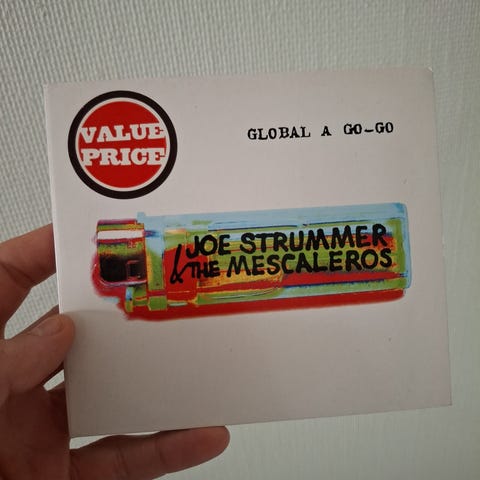 VALUE
PRICE
GLOBAL A GO-GO
JOE STRUMMER
& THE MESCALEROS